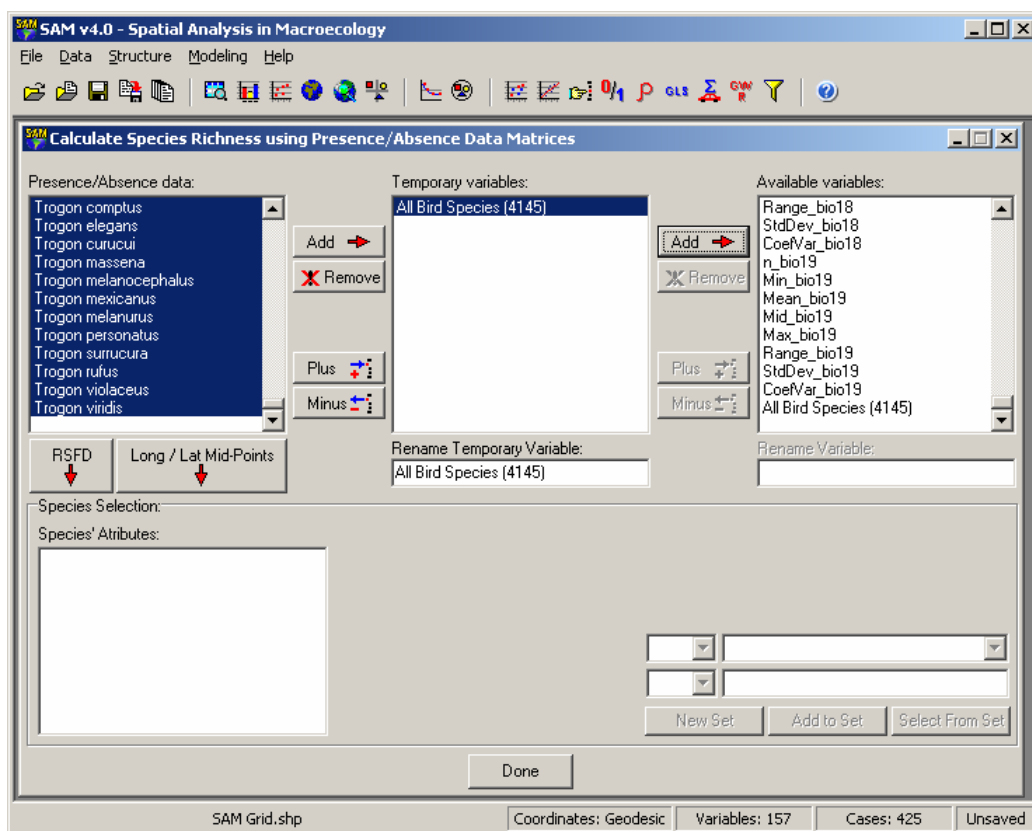 SAM v4.0 - Spatial Analysis in Macroecology
File Data Structure Modeling Help
0/1 ρ GLS Σ GWR
SAM Calculate Species Richness using Presence/Absence Data Matrices
Presence/Absence data:
Trogon comptus
Trogon elegans
Trogon curucui
Trogon massena
Trogon melanocephalus
Trogon mexicanus
Trogon melanurus
Trogon personatus
Trogon surrucura
Trogon rufus
Trogon violaceus
Trogon viridis
Add
Remove
Plus
Minus
Temporary variables:
All Bird Species (4145)
Rename Temporary Variable:
All Bird Species (4145)
Add
Remove
Plus
Minus
Available variables:
Range_bio18
StdDev_bio18
CoefVar_bio18
n_bio19
Min_bio19
Mean_bio19
Mid_bio19
Max_bio19
Range_bio19
StdDev_bio19
CoefVar_bio19
All Bird Species (4145)
Rename Variable:
RSFD
Long / Lat Mid-Points
Species Selection:
Species' Atributes:
New Set
Add to Set
Select From Set
Done
SAM Grid.shp
Coordinates: Geodesic
Variables: 157
Cases: 425
Unsaved